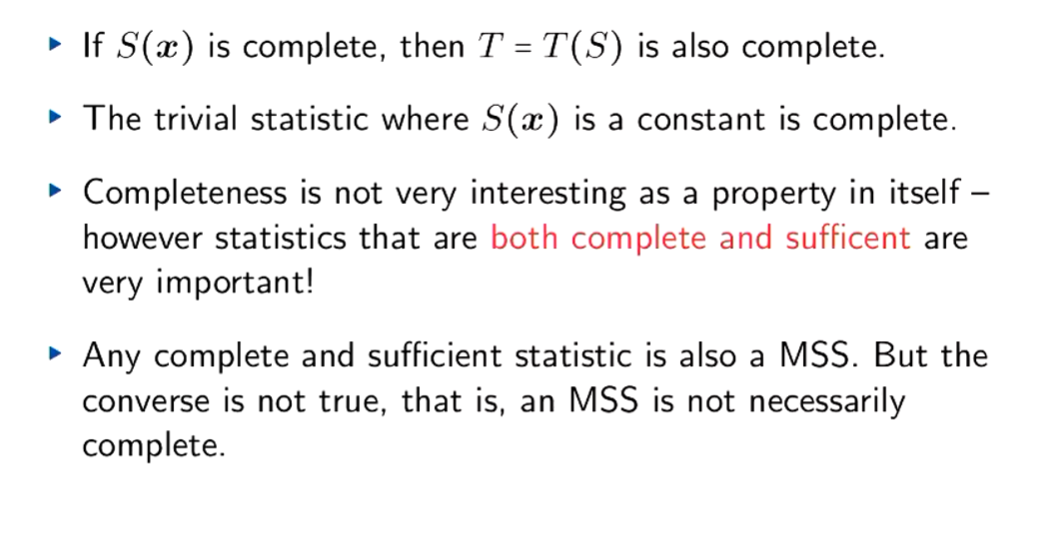 ▸ If S(x) is complete, then T = T(S) is also complete.
▸ The trivial statistic where S(x) is a constant is complete.
▸ Completeness is not very interesting as a property in itself –
however statistics that are both complete and sufficent are
very important!
▸ Any complete and sufficient statistic is also a MSS. But the
converse is not true, that is, an MSS is not necessarily
complete.